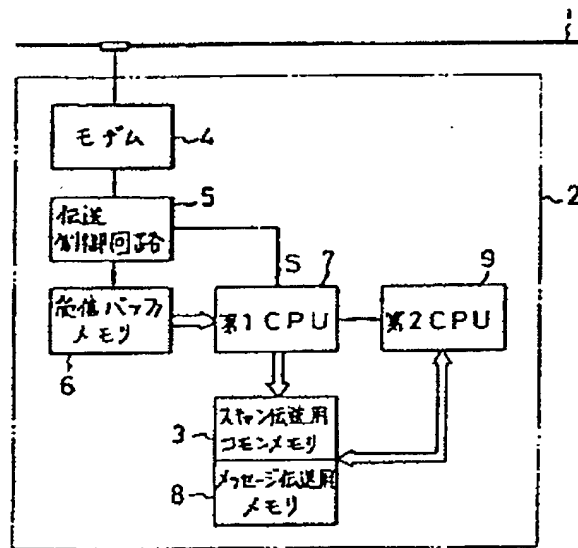 1
モデム
4
伝送
制御回路
5
2
受信バッファ
メモリ
6
S
7
第1CPU
9
第2CPU
スキャン伝送用
コモンメモリ
3
メッセージ伝送用
メモリ
8